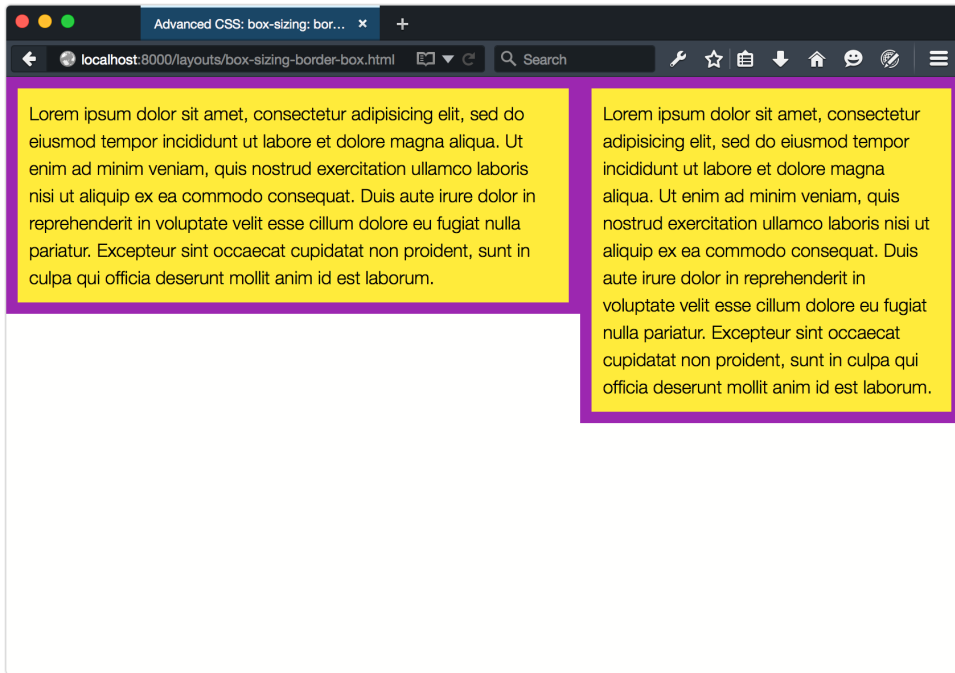 Advanced CSS: box-sizing: bor...
localhost:8000/layouts/box-sizing-border-box.html
Search
Lorem ipsum dolor sit amet, consectetur adipisicing elit, sed do
eiusmod tempor incididunt ut labore et dolore magna aliqua. Ut
enim ad minim veniam, quis nostrud exercitation ullamco laboris
nisi ut aliquip ex ea commodo consequat. Duis aute irure dolor in
reprehenderit in voluptate velit esse cillum dolore eu fugiat nulla
pariatur. Excepteur sint occaecat cupidatat non proident, sunt in
culpa qui officia deserunt mollit anim id est laborum.
Lorem ipsum dolor sit amet, consectetur
adipisicing elit, sed do eiusmod tempor
incididunt ut labore et dolore magna
aliqua. Ut enim ad minim veniam, quis
nostrud exercitation ullamco laboris nisi ut
aliquip ex ea commodo consequat. Duis
aute irure dolor in reprehenderit in
voluptate velit esse cillum dolore eu fugiat
nulla pariatur. Excepteur sint occaecat
cupidatat non proident, sunt in culpa qui
officia deserunt mollit anim id est laborum.